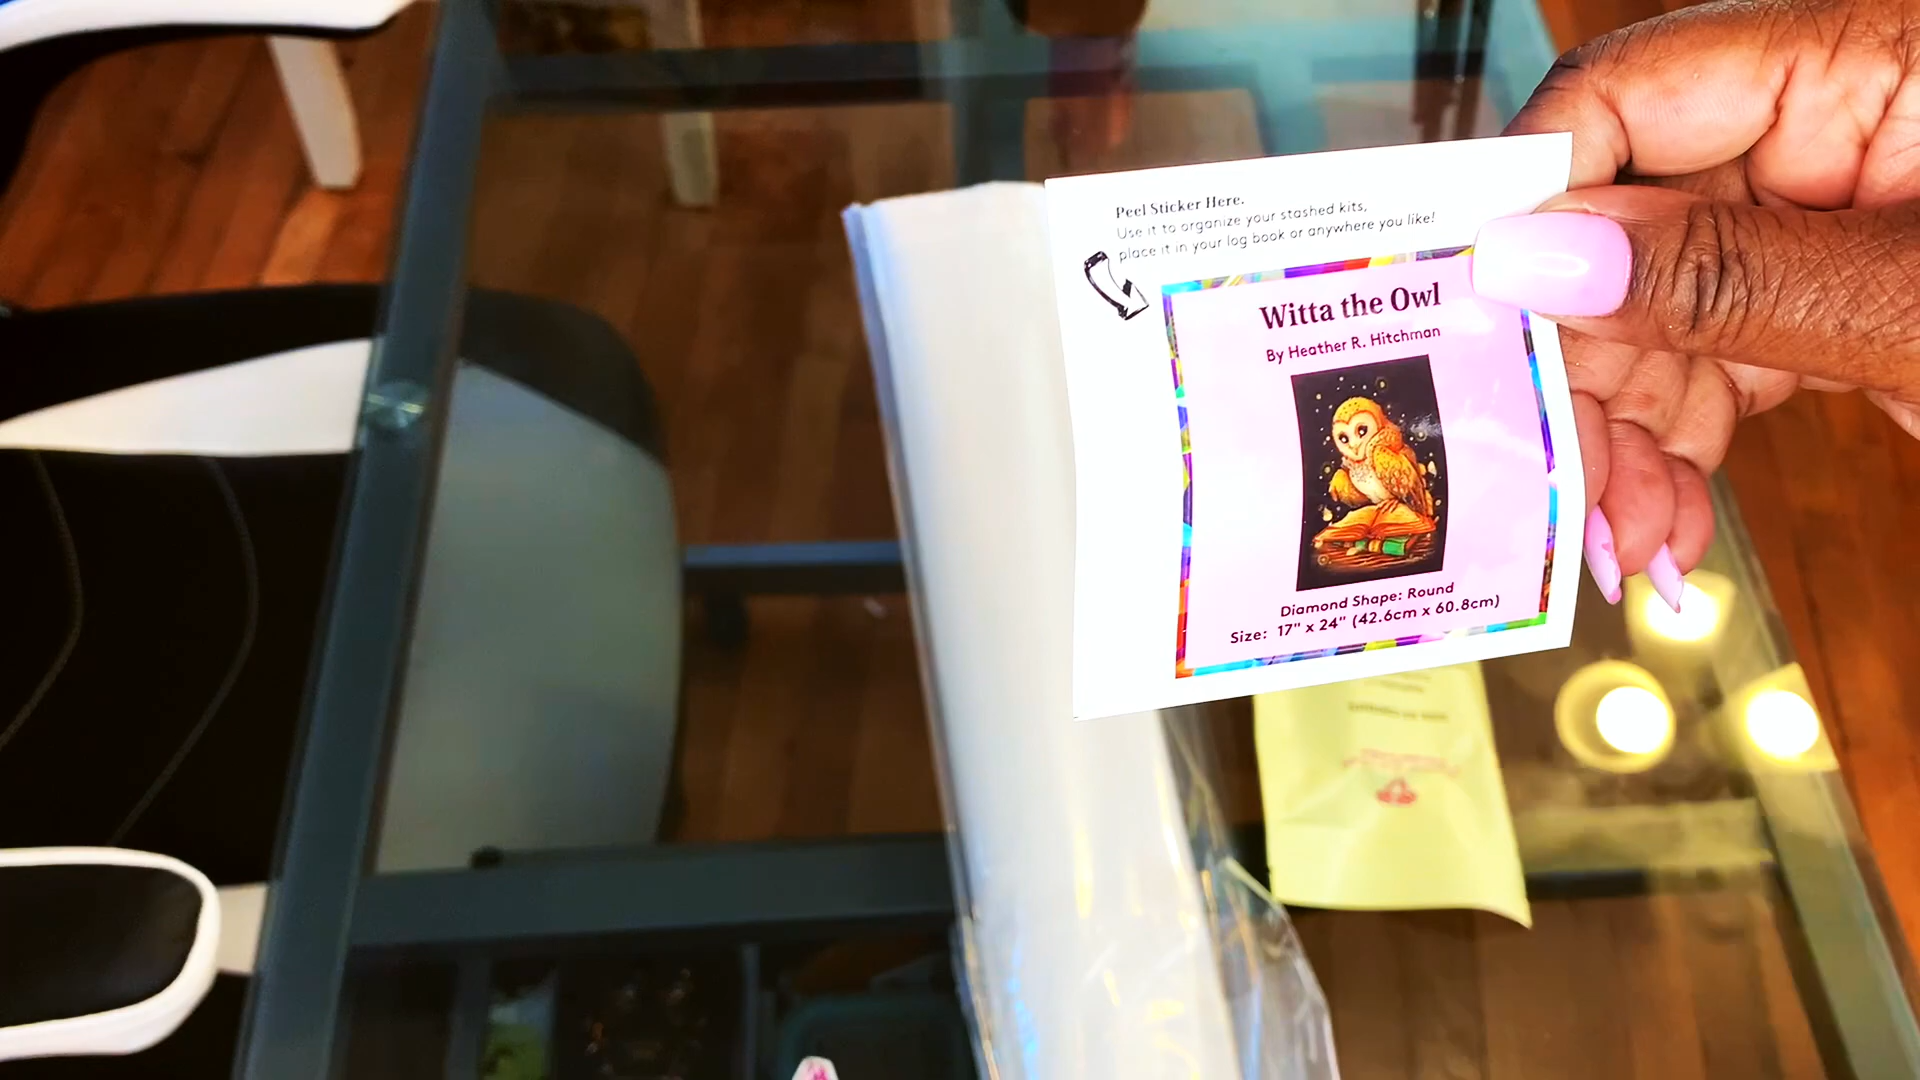 Peel Sticker Here.
Use it to organize your stashed kits,
place it in your log book or anywhere you like!
Witta the Owl
By Heather R. Hitchman
Diamond Shape: Round
Size: 17" x 24" (42.6cm x 60.8cm)